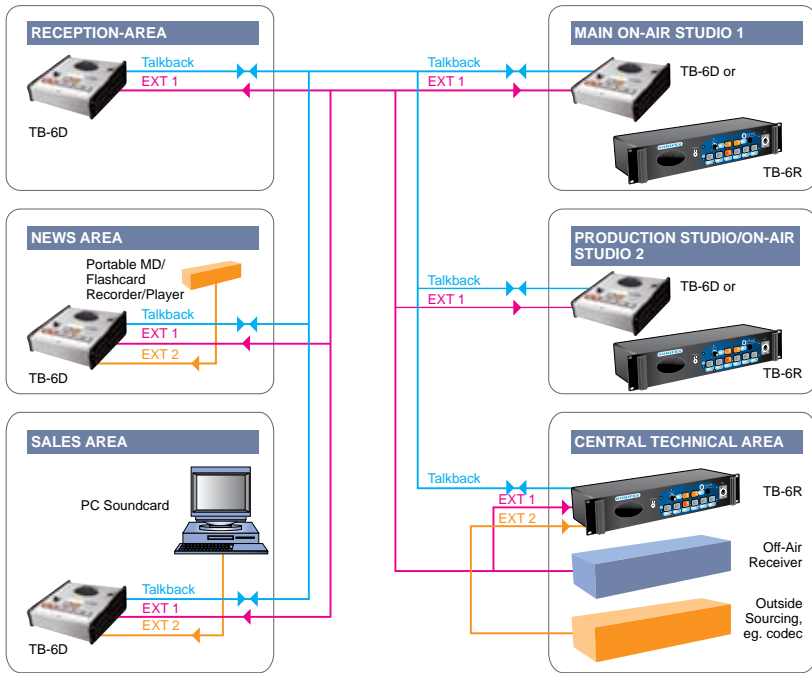 RECEPTION-AREA
Talkback
EXT 1
TB-6D
NEWS AREA
Portable MD/
Flashcard
Recorder/Player
Talkback
EXT 1
EXT 2
TB-6D
SALES AREA
PC Soundcard
Talkback
EXT 1
EXT 2
TB-6D
MAIN ON-AIR STUDIO 1
Talkback
EXT 1
TB-6D or
TB-6R
PRODUCTION STUDIO/ON-AIR
STUDIO 2
Talkback
EXT 1
TB-6D or
TB-6R
CENTRAL TECHNICAL AREA
Talkback
EXT 1
EXT 2
TB-6R
Off-Air
Receiver
Outside
Sourcing,
eg. codec